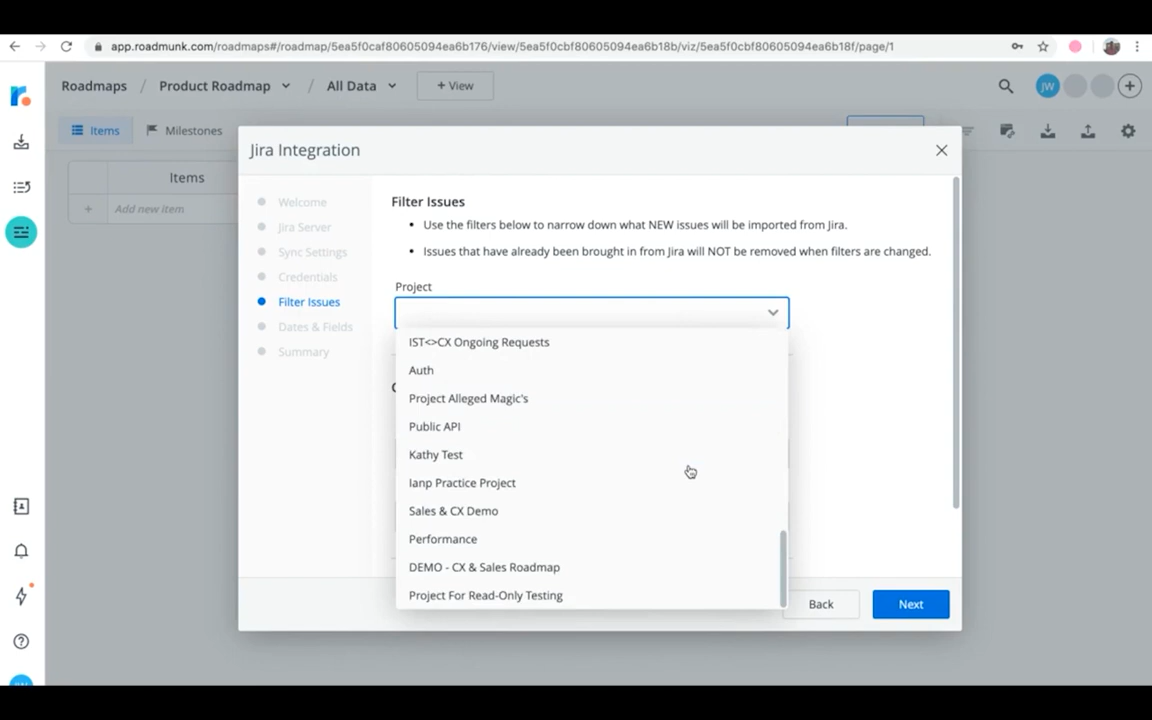 app.roadmunk.com/roadmaps#/roadmap/5ea5f0caf80605094ea6b176/view/5ea5f0cbf80605094ea6b18b/viz/5ea5f0cbf80605094ea6b18f/page/1
Roadmaps / Product Roadmap / All Data + View
JW
Items Milestones
Items
+ Add new item
Jira Integration
Welcome
Jira Server
Sync Settings
Credentials
Filter Issues
Dates & Fields
Summary
Filter Issues
• Use the filters below to narrow down what NEW issues will be imported from Jira.
• Issues that have already been brought in from Jira will NOT be removed when filters are changed.
Project
IST<>CX Ongoing Requests
Auth
Project Alleged Magic's
Public API
Kathy Test
Ianp Practice Project
Sales & CX Demo
Performance
DEMO - CX & Sales Roadmap
Project For Read-Only Testing
Back Next